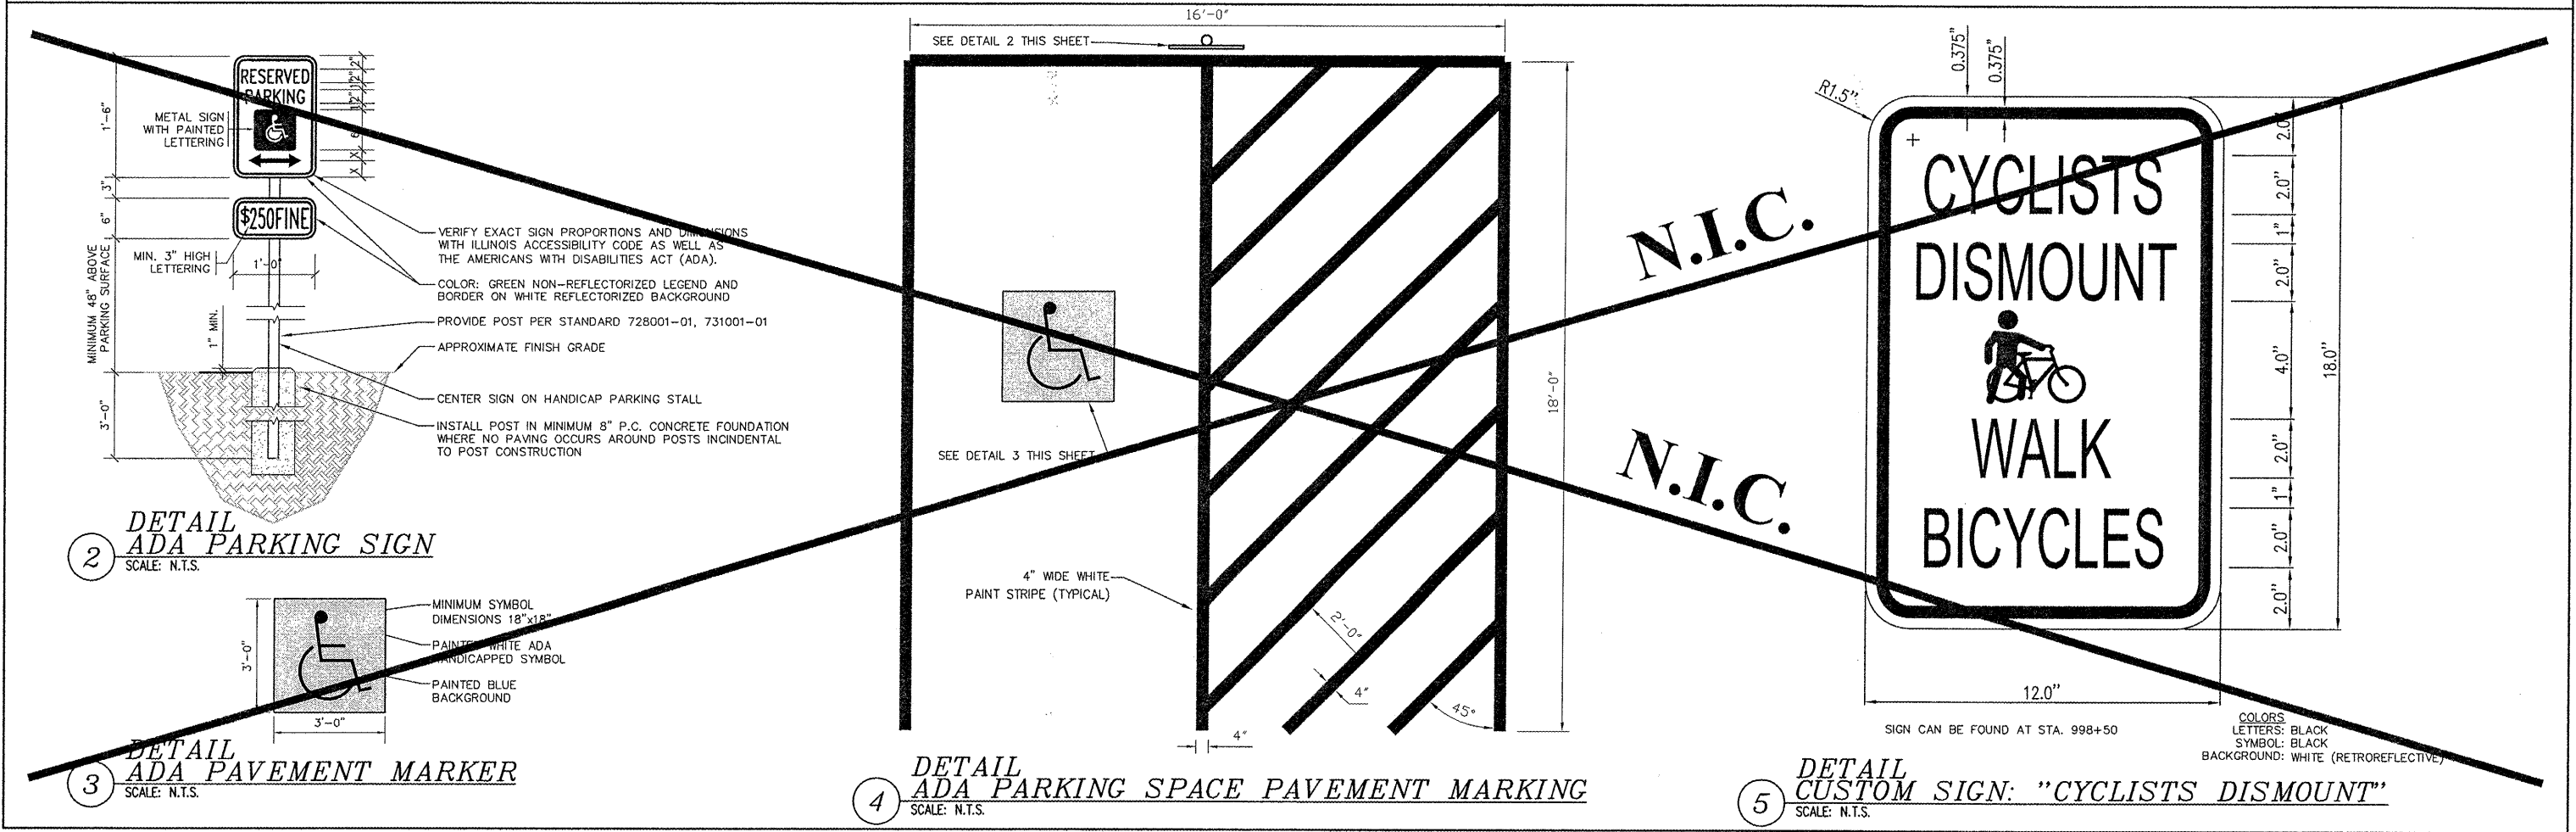 RESERVED
PARKING
METAL SIGN
WITH PAINTED
LETTERING
1'-6"
2"
2"
2"
6"
X
X
3"
6"
$250FINE
MIN. 3" HIGH
LETTERING
1'-0"
MINIMUM 48" ABOVE
PARKING SURFACE
1" MIN.
3'-0"
VERIFY EXACT SIGN PROPORTIONS AND DIMENSIONS
WITH ILLINOIS ACCESSIBILITY CODE AS WELL AS
THE AMERICANS WITH DISABILITIES ACT (ADA).
COLOR: GREEN NON-REFLECTORIZED LEGEND AND
BORDER ON WHITE REFLECTORIZED BACKGROUND
PROVIDE POST PER STANDARD 728001-01, 731001-01
APPROXIMATE FINISH GRADE
CENTER SIGN ON HANDICAP PARKING STALL
INSTALL POST IN MINIMUM 8" P.C. CONCRETE FOUNDATION
WHERE NO PAVING OCCURS AROUND POSTS INCINDENTAL
TO POST CONSTRUCTION
2
DETAIL
ADA PARKING SIGN
SCALE: N.T.S.
3'-0"
3'-0"
MINIMUM SYMBOL
DIMENSIONS 18"x18"
PAINTED WHITE ADA
HANDICAPPED SYMBOL
PAINTED BLUE
BACKGROUND
3
DETAIL
ADA PAVEMENT MARKER
SCALE: N.T.S.
16'-0"
SEE DETAIL 2 THIS SHEET
SEE DETAIL 3 THIS SHEET
4" WIDE WHITE
PAINT STRIPE (TYPICAL)
18'-0"
2'-0"
4"
45°
4"
4
DETAIL
ADA PARKING SPACE PAVEMENT MARKING
SCALE: N.T.S.
N.I.C.
N.I.C.
R1.5"
0.375"
0.375"
CYCLISTS
DISMOUNT
WALK
BICYCLES
2.0"
2.0"
1"
2.0"
4.0"
2.0"
1"
2.0"
2.0"
18.0"
12.0"
SIGN CAN BE FOUND AT STA. 998+50
COLORS
LETTERS: BLACK
SYMBOL: BLACK
BACKGROUND: WHITE (RETROREFLECTIVE)
5
DETAIL
CUSTOM SIGN: "CYCLISTS DISMOUNT"
SCALE: N.T.S.